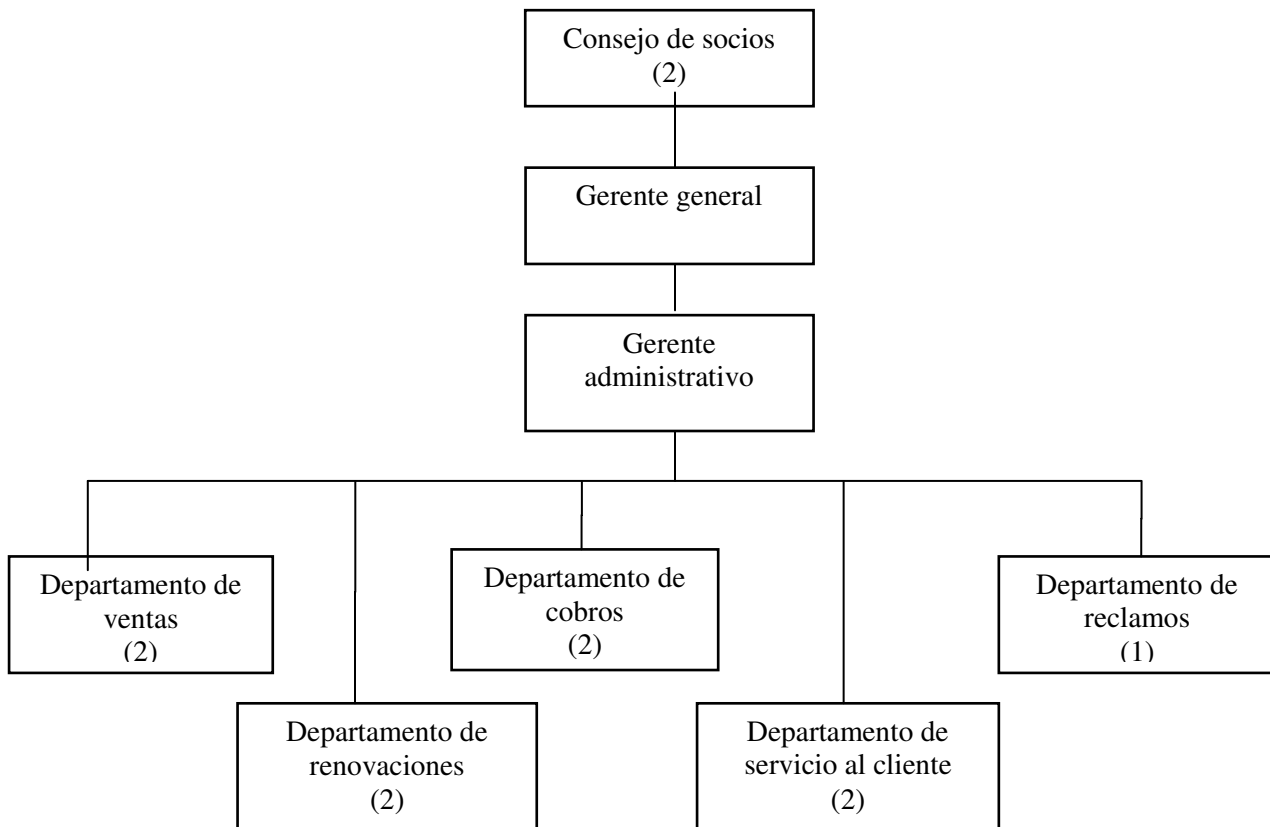 Consejo de socios
(2)
Gerente general
Gerente
administrativo
Departamento de
ventas
(2)
Departamento de
cobros
(2)
Departamento de
reclamos
(1)
Departamento de
renovaciones
(2)
Departamento de
servicio al cliente
(2)